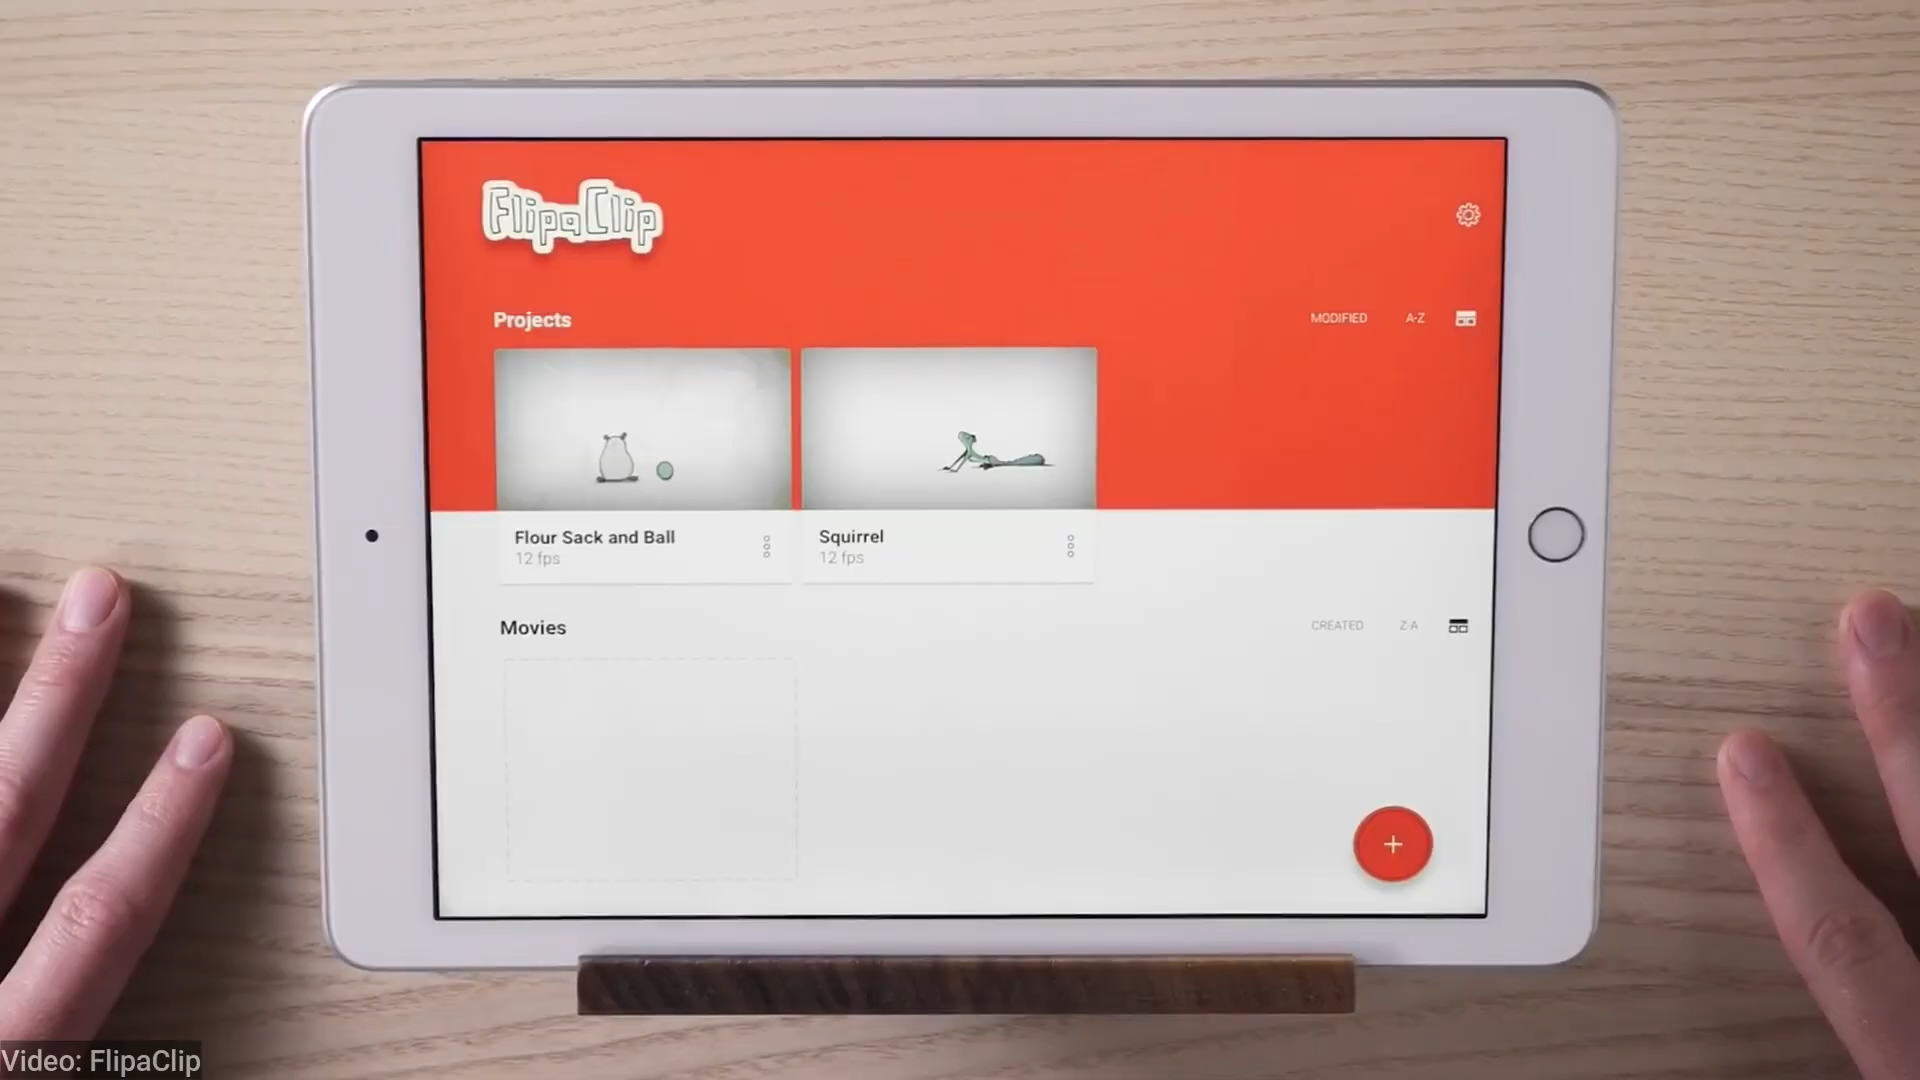 FlipaClip
Projects
MODIFIED
A-Z
Flour Sack and Ball
12 fps
Squirrel
12 fps
Movies
CREATED
Z-A
Video: FlipaClip